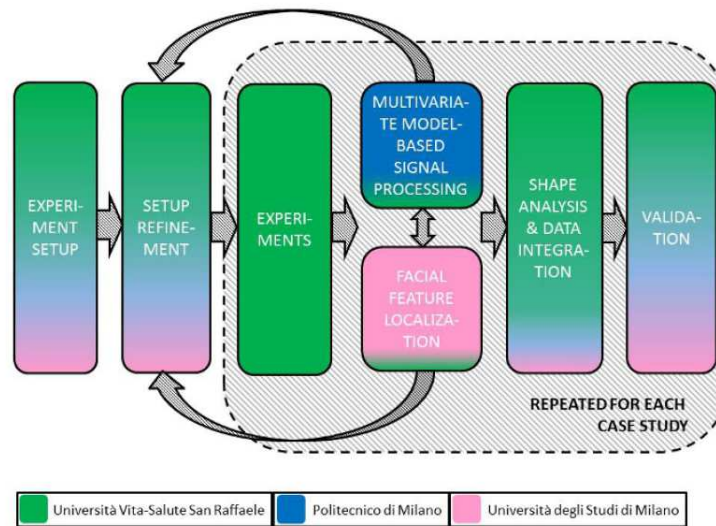 EXPERI-
MENT
SETUP
SETUP
REFINE-
MENT
EXPERI-
MENTS
MULTIVARIA-
TE MODEL-
BASED
SIGNAL
PROCESSING
FACIAL
FEATURE
LOCALIZA-
TION
SHAPE
ANALYSIS
& DATA
INTEGRA-
TION
VALIDA-
TION
REPEATED FOR EACH
CASE STUDY
Università Vita-Salute San Raffaele
Politecnico di Milano
Università degli Studi di Milano